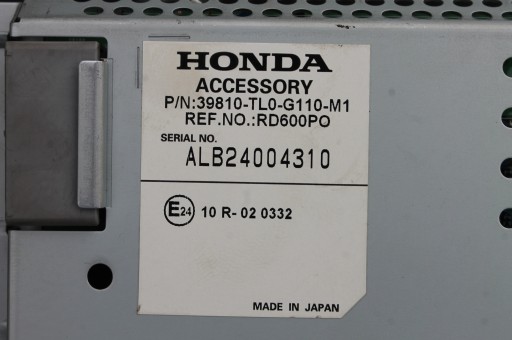 HONDA
ACCESSORY
P/N:39810-TL0-G110-M1
REF.NO.:RD600PO
SERIAL NO.
ALB24004310
E24 10 R- 02 0332
MADE IN JAPAN